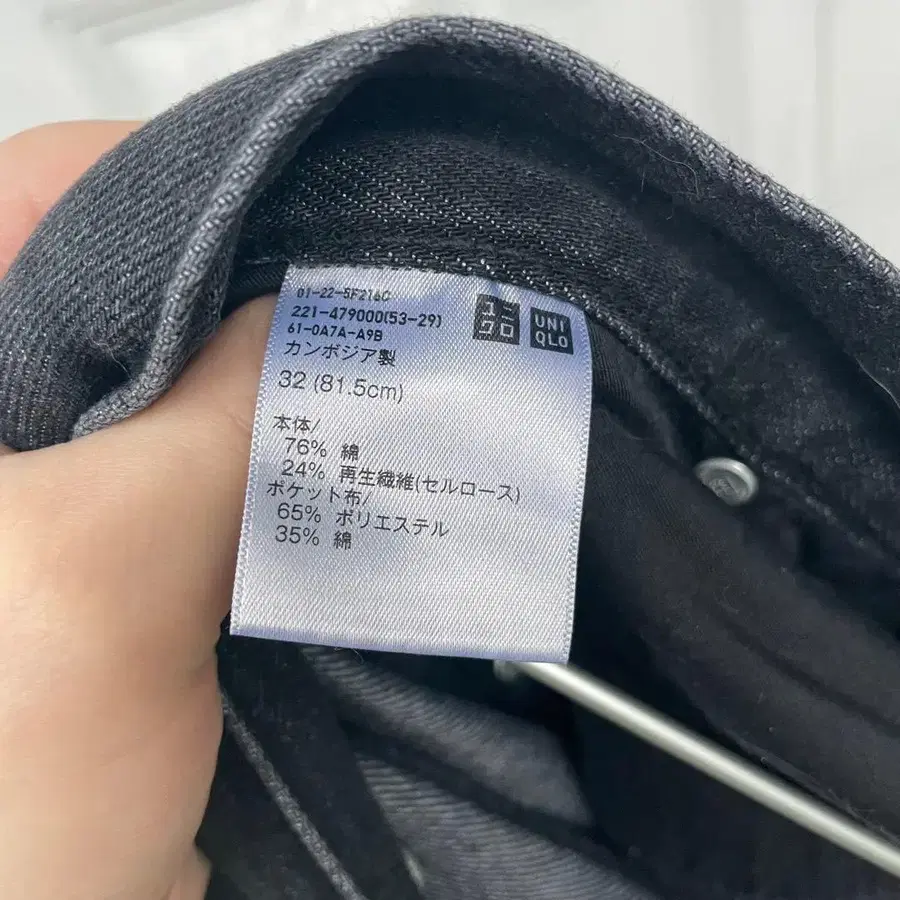 01-22-5F216C
221-479000(53-29)
61-0A7A-A9B
カンボジア製
32 (81.5cm)
ユニ
クロ
UNI
QLO
本体/
76% 綿
24% 再生繊維(セルロース)
ポケット布/
65% ポリエステル
35% 綿